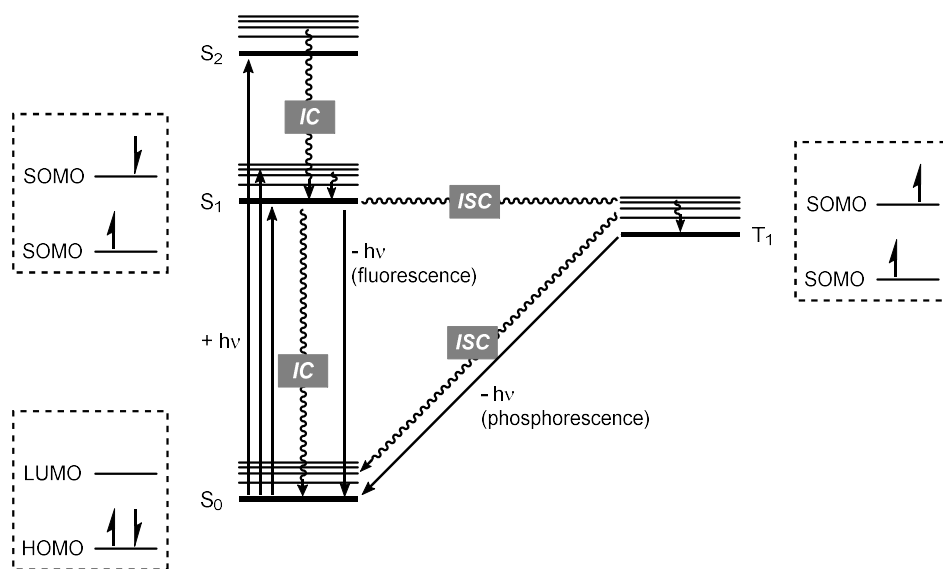 S2
IC
SOMO
SOMO
S1
ISC
SOMO
SOMO
T1
- hν
(fluorescence)
+ hν
IC
ISC
- hν
(phosphorescence)
LUMO
HOMO
S0